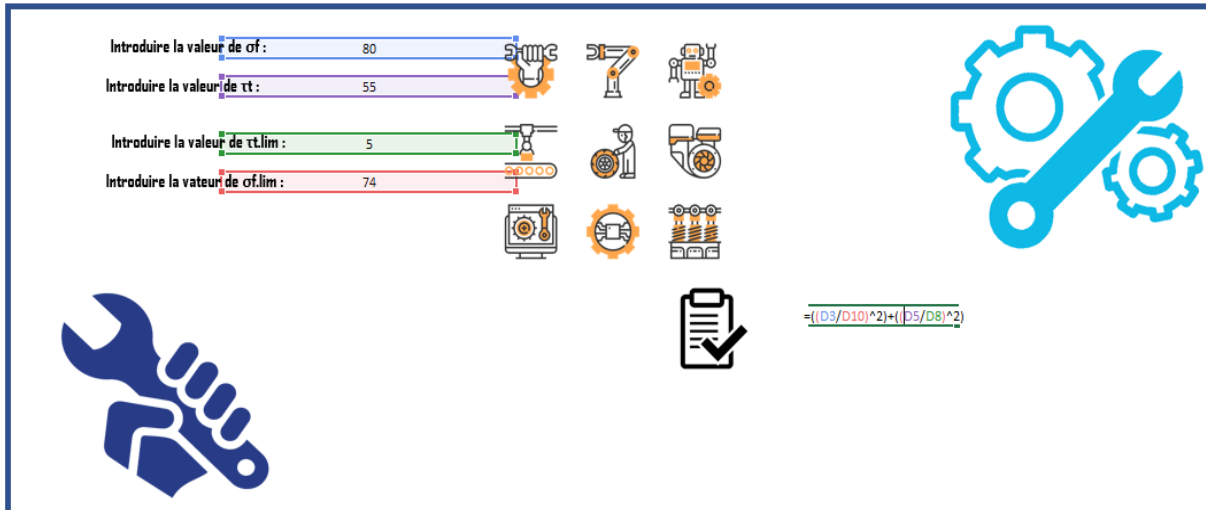 Introduire la valeur de σf : 80
Introduire la valeur de τt : 55
Introduire la valeur de τt.lim : 5
Introduire la vateur de σf.lim : 74
=((D3/D10)^2)+((D5/D8)^2)